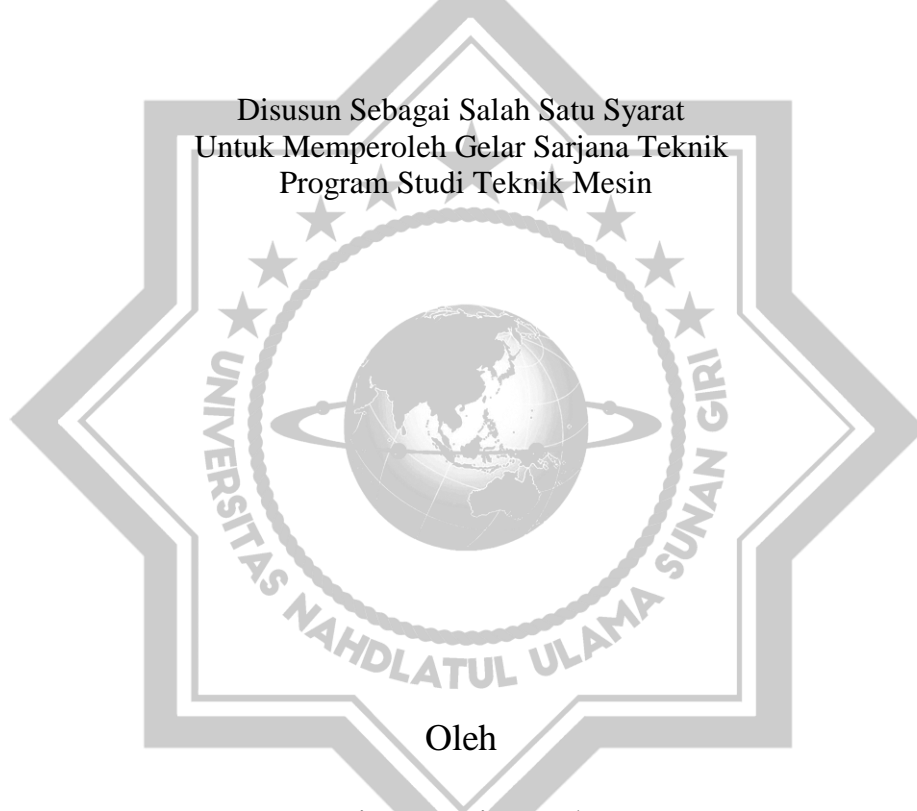 Disusun Sebagai Salah Satu Syarat
Untuk Memperoleh Gelar Sarjana Teknik
Program Studi Teknik Mesin
UNIVERSITAS NAHDLATUL ULAMA SUNAN GIRI
Oleh